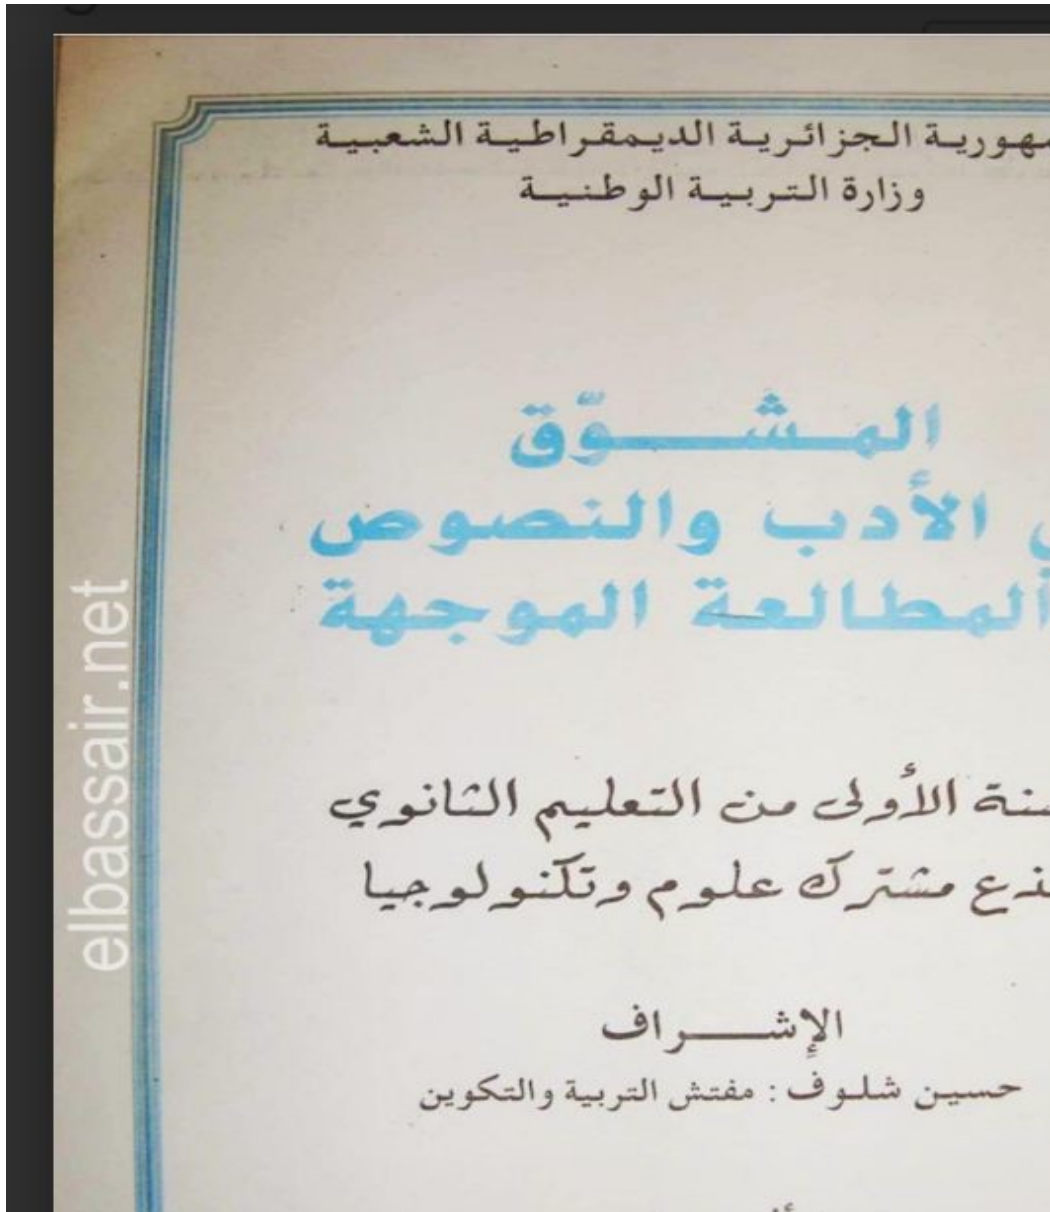 مهورية الجزائرية الديمقراطية الشعبية
وزارة التربية الوطنية
المشوّق
الأدب والنصوص
المطالعة الموجهة
سنة الأولى من التعليم الثانوي
ذع مشترك علوم وتكنولوجيا
الإشراف
حسين شلوف : مفتش التربية والتكوين
elbassair.net